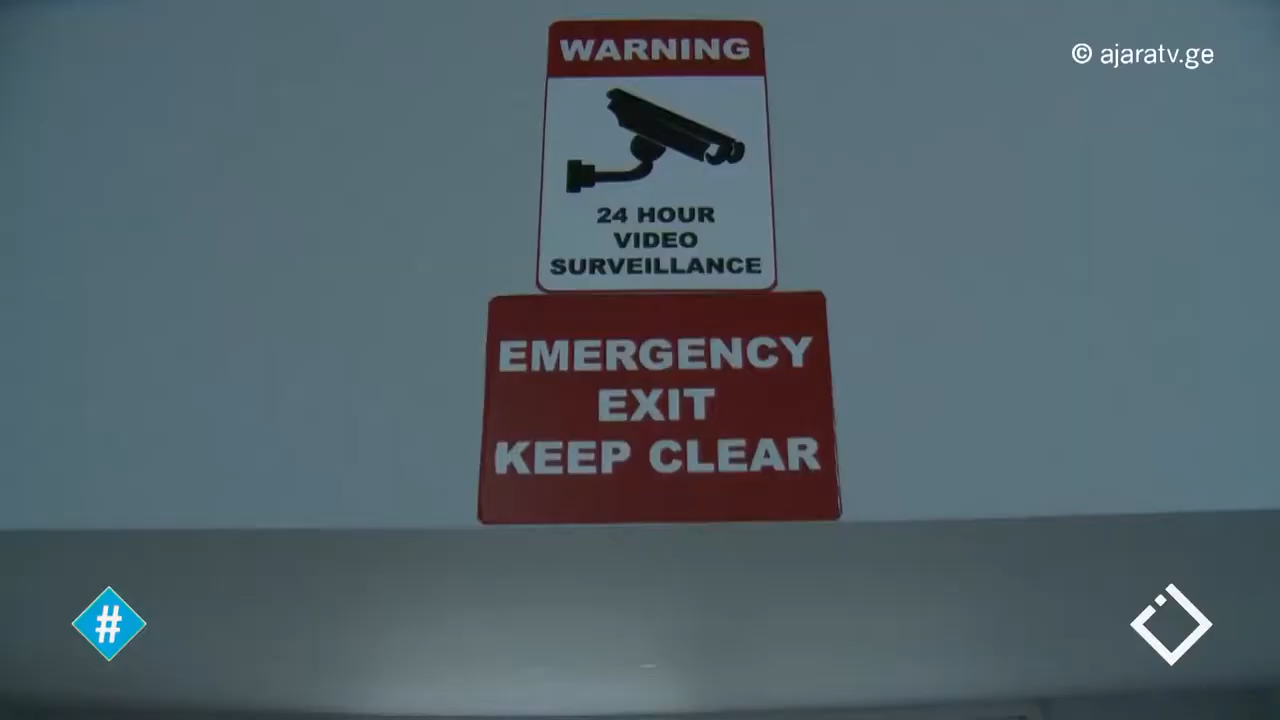 WARNING
© ajaratv.ge
24 HOUR
VIDEO
SURVEILLANCE
EMERGENCY
EXIT
KEEP CLEAR
#